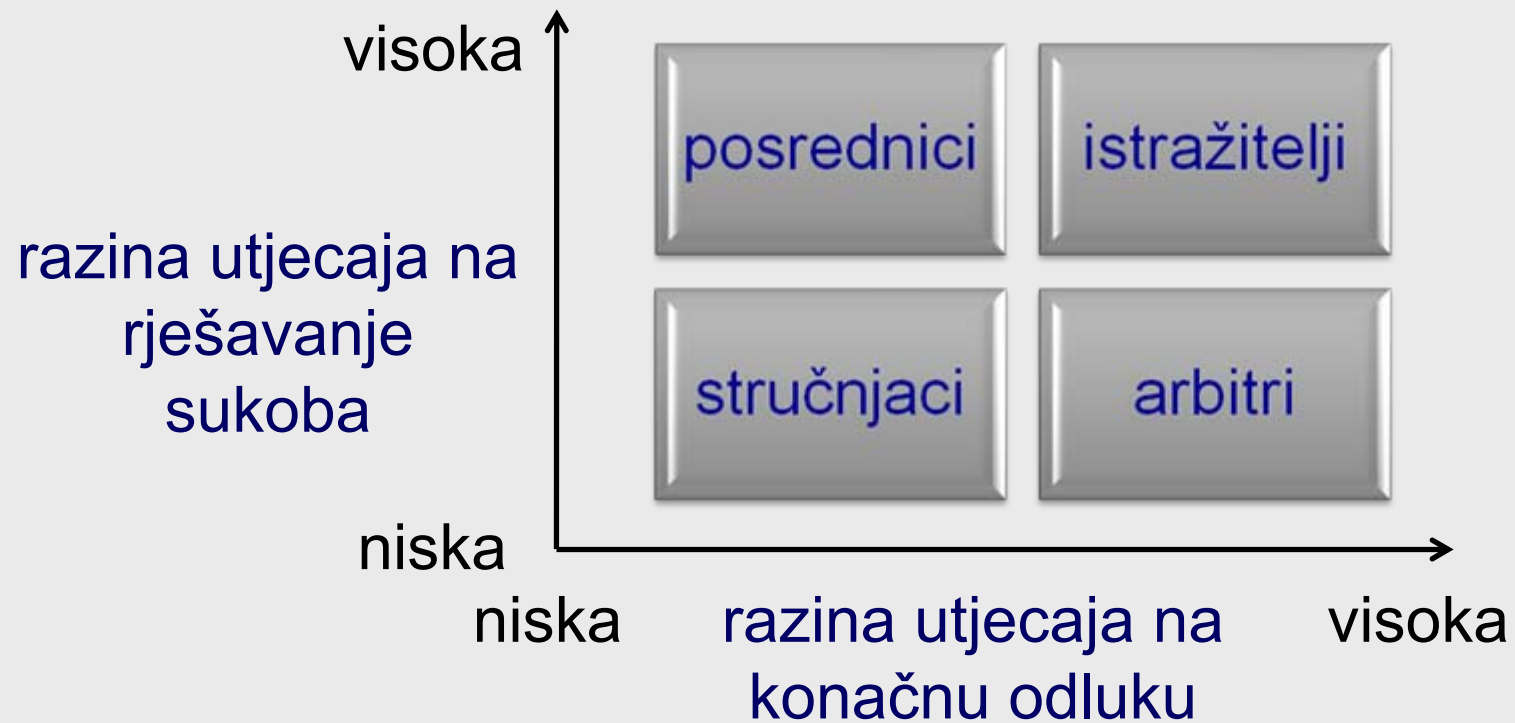 visoka
posrednici
istražitelji
razina utjecaja na
rješavanje
sukoba
stručnjaci
arbitri
niska
niska
razina utjecaja na
konačnu odluku
visoka